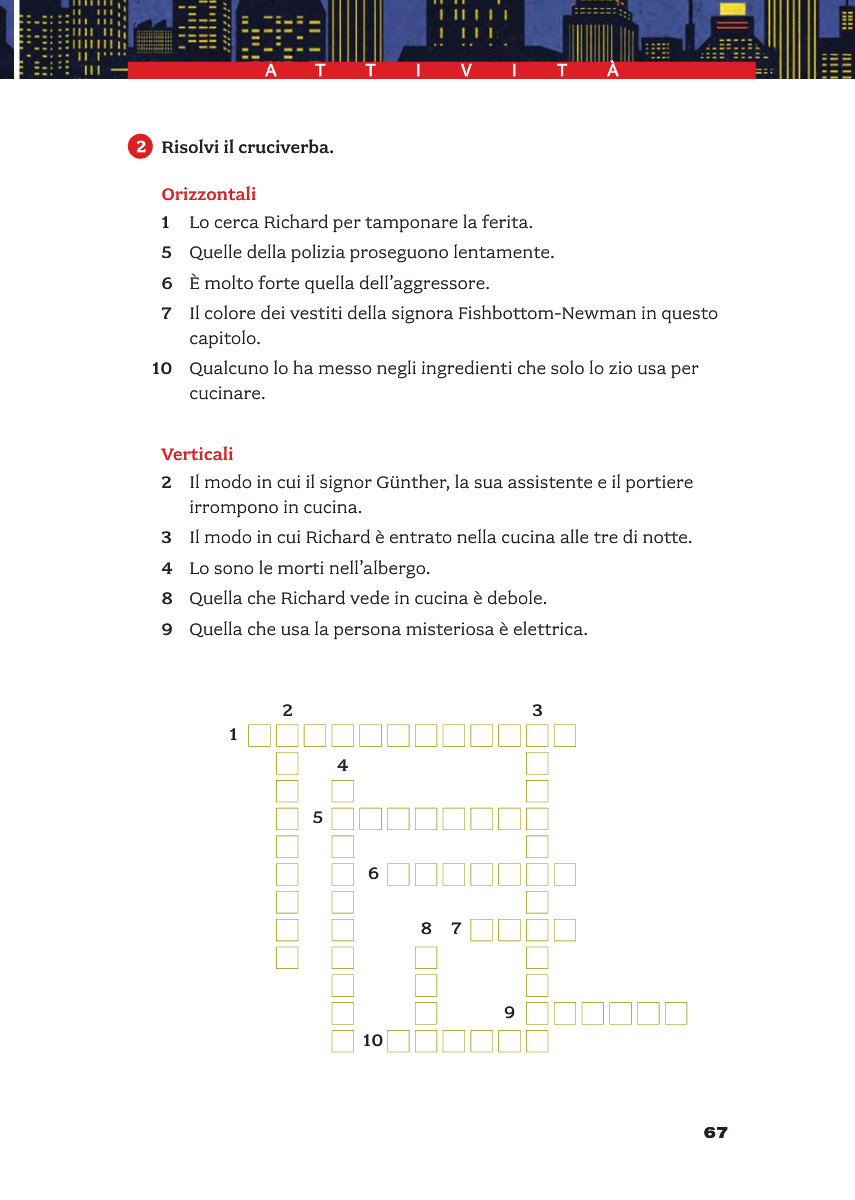 ATTIVITÀ
2 Risolvi il cruciverba.
Orizzontali
1 Lo cerca Richard per tamponare la ferita.
5 Quelle della polizia proseguono lentamente.
6 È molto forte quella dell’aggressore.
7 Il colore dei vestiti della signora Fishbottom-Newman in questo
capitolo.
10 Qualcuno lo ha messo negli ingredienti che solo lo zio usa per
cucinare.
Verticali
2 Il modo in cui il signor Günther, la sua assistente e il portiere
irrompono in cucina.
3 Il modo in cui Richard è entrato nella cucina alle tre di notte.
4 Lo sono le morti nell’albergo.
8 Quella che Richard vede in cucina è debole.
9 Quella che usa la persona misteriosa è elettrica.
2 3
1
4
5
6
8 7
9
10
67